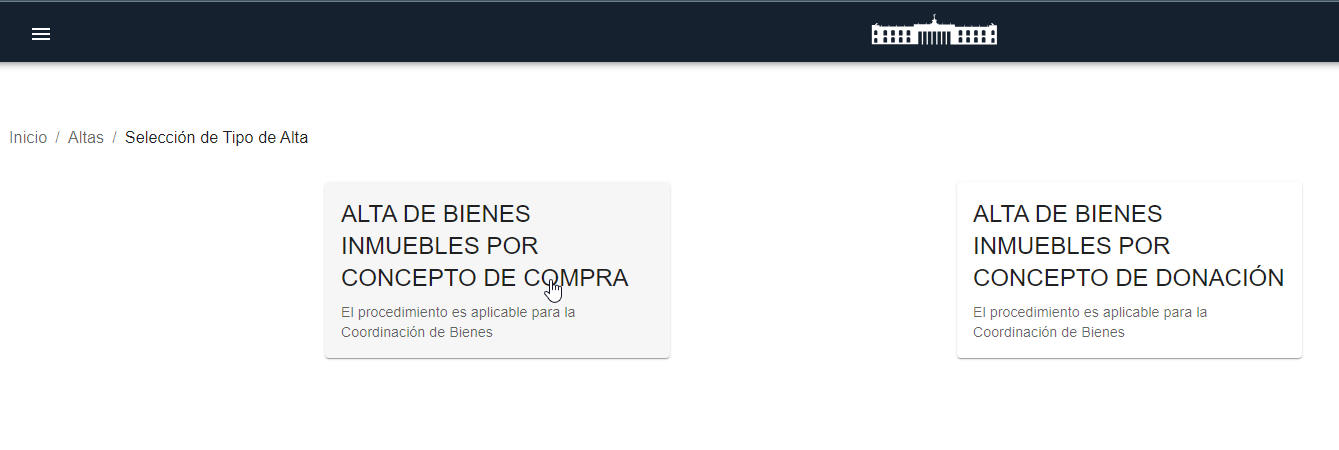 Inicio / Altas / Selección de Tipo de Alta
ALTA DE BIENES
INMUEBLES POR
CONCEPTO DE COMPRA
El procedimiento es aplicable para la
Coordinación de Bienes
ALTA DE BIENES
INMUEBLES POR
CONCEPTO DE DONACIÓN
El procedimiento es aplicable para la
Coordinación de Bienes